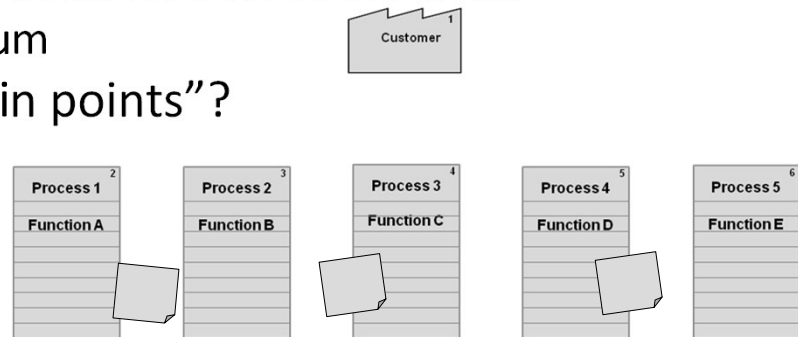 um
in points”?
1
Customer
2
Process 1
Function A
3
Process 2
Function B
4
Process 3
Function C
5
Process 4
Function D
6
Process 5
Function E